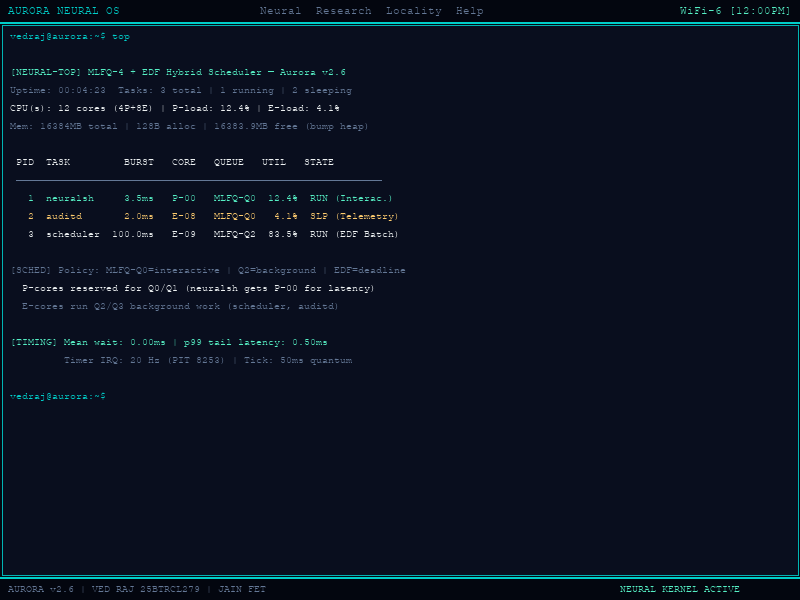 AURORA NEURAL OS Neural Research Locality Help WiFi-6 [12:00PM]
vedraj@aurora:~$ top
[NEURAL-TOP] MLFQ-4 + EDF Hybrid Scheduler — Aurora v2.6
Uptime: 00:04:23 Tasks: 3 total | 1 running | 2 sleeping
CPU(s): 12 cores (4P+8E) | P-load: 12.4% | E-load: 4.1%
Mem: 16384MB total | 128B alloc | 16383.9MB free (bump heap)
PID TASK BURST CORE QUEUE UTIL STATE
1 neuralsh 3.5ms P-00 MLFQ-Q0 12.4% RUN (Interac.)
2 auditd 2.0ms E-08 MLFQ-Q0 4.1% SLP (Telemetry)
3 scheduler 100.0ms E-09 MLFQ-Q2 83.5% RUN (EDF Batch)
[SCHED] Policy: MLFQ-Q0=interactive | Q2=background | EDF=deadline
P-cores reserved for Q0/Q1 (neuralsh gets P-00 for latency)
E-cores run Q2/Q3 background work (scheduler, auditd)
[TIMING] Mean wait: 0.00ms | p99 tail latency: 0.50ms
Timer IRQ: 20 Hz (PIT 8253) | Tick: 50ms quantum
vedraj@aurora:~$
AURORA v2.6 | VED RAJ 25BTRCL279 | JAIN FET NEURAL KERNEL ACTIVE